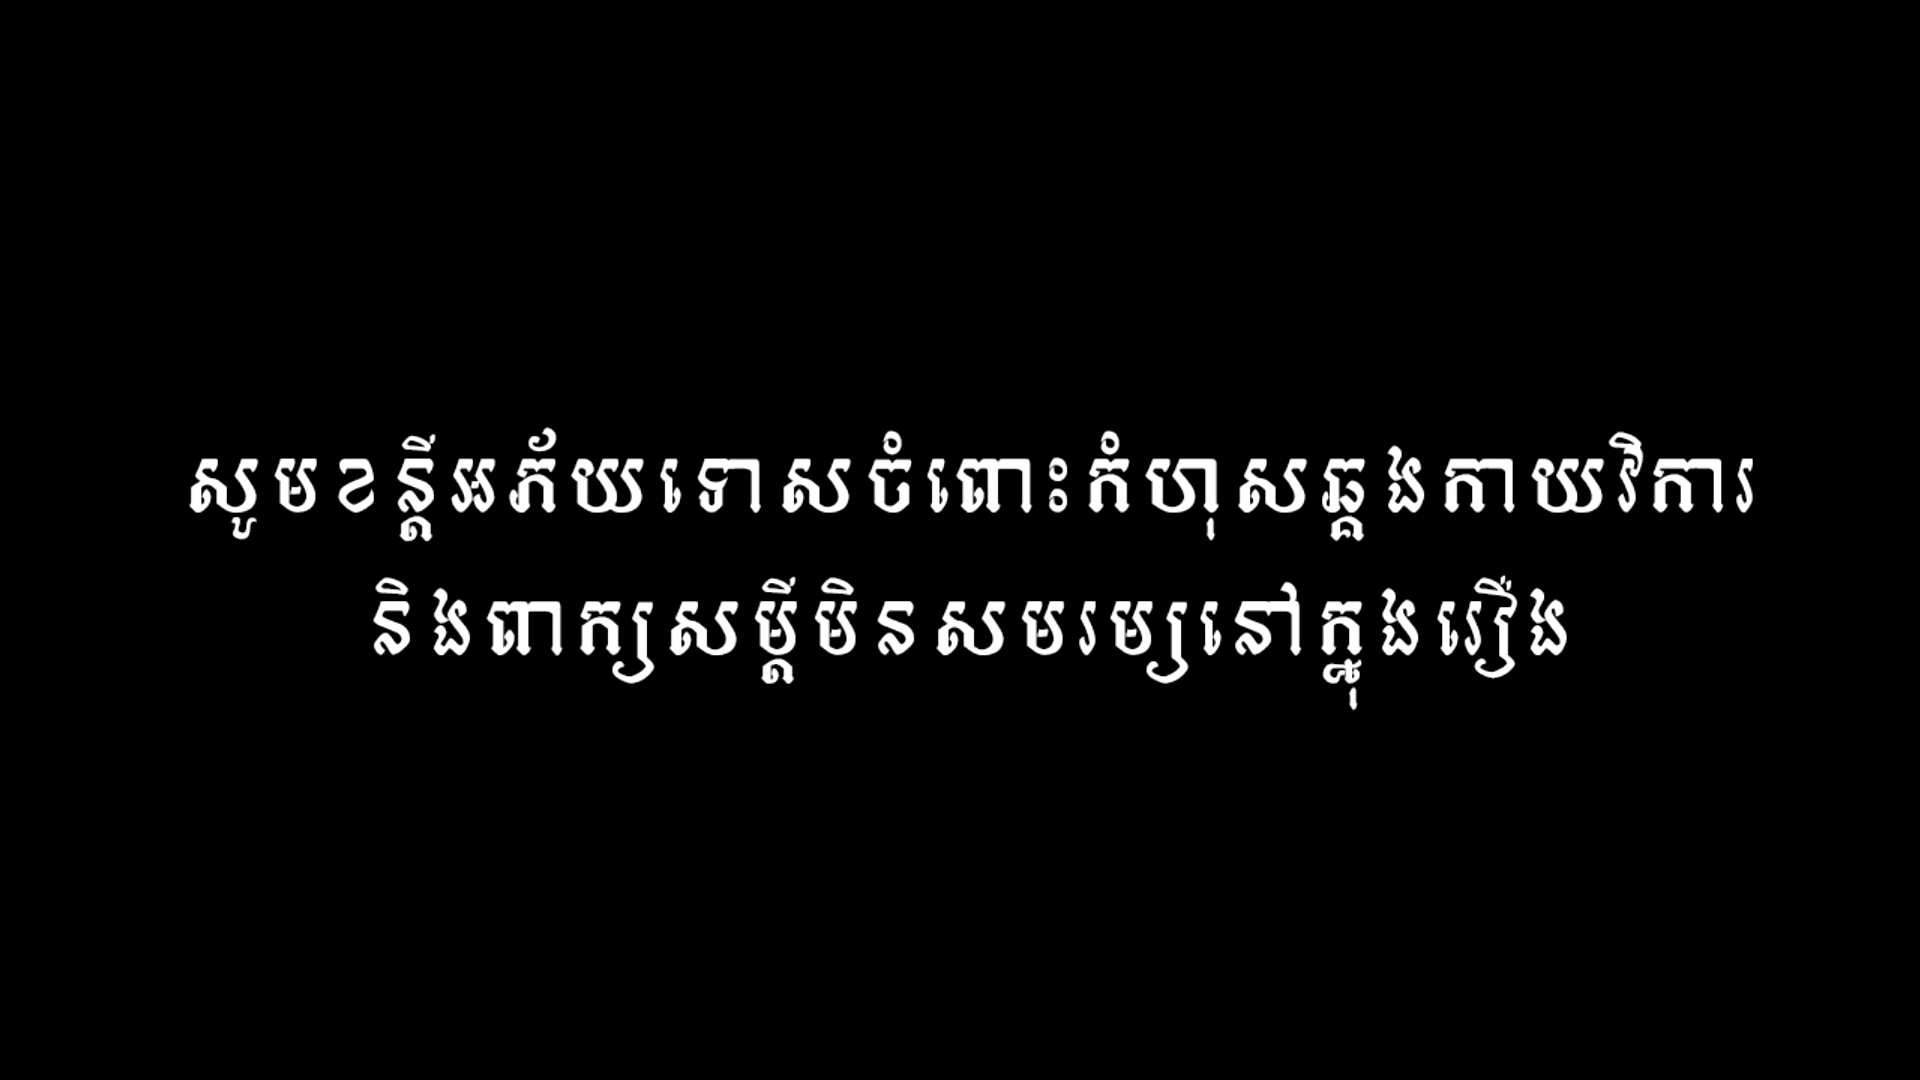 សូមខន្តីអភ័យទោសចំពោះកំហុសឆ្គងកាយវិការ
និងពាក្យសម្តីមិនសមរម្យនៅក្នុងរឿង